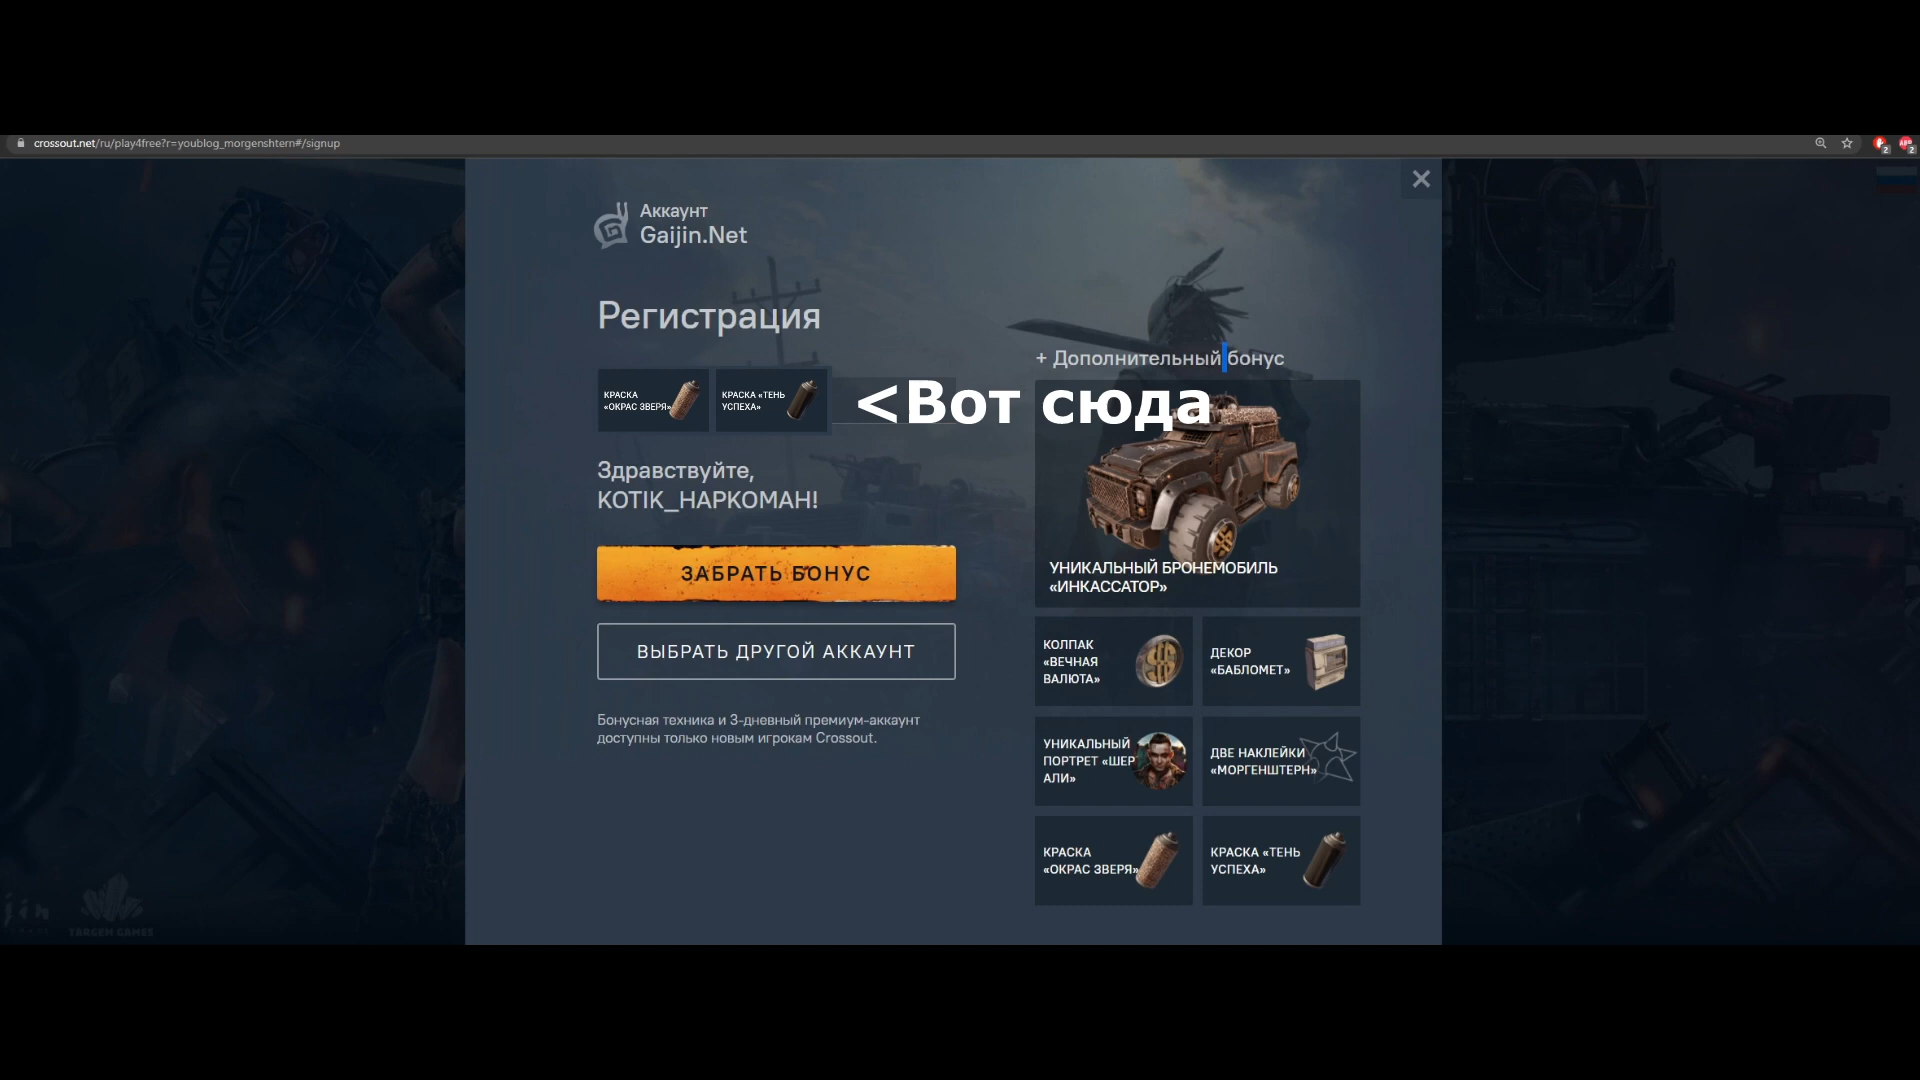 crossout.net/ru/play4free?r=youblog_morgenshtern#/signup
Аккаунт
Gaijin.Net
Регистрация
КРАСКА
«ОКРАС ЗВЕРЯ»
КРАСКА «ТЕНЬ
УСПЕХА»
<Вот сюда
Здравствуйте,
KOTIK_НАРКОМАН!
ЗАБРАТЬ БОНУС
ВЫБРАТЬ ДРУГОЙ АККАУНТ
Бонусная техника и 3-дневный премиум-аккаунт
доступны только новым игрокам Crossout.
+ Дополнительный бонус
УНИКАЛЬНЫЙ БРОНЕМОБИЛЬ
«ИНКАССАТОР»
КОЛПАК
«ВЕЧНАЯ
ВАЛЮТА»
ДЕКОР
«БАБЛОМЕТ»
УНИКАЛЬНЫЙ
ПОРТРЕТ «ШЕР
АЛИ»
ДВЕ НАКЛЕЙКИ
«МОРГЕНШТЕРН»
КРАСКА
«ОКРАС ЗВЕРЯ»
КРАСКА «ТЕНЬ
УСПЕХА»
TARGEM GAMES